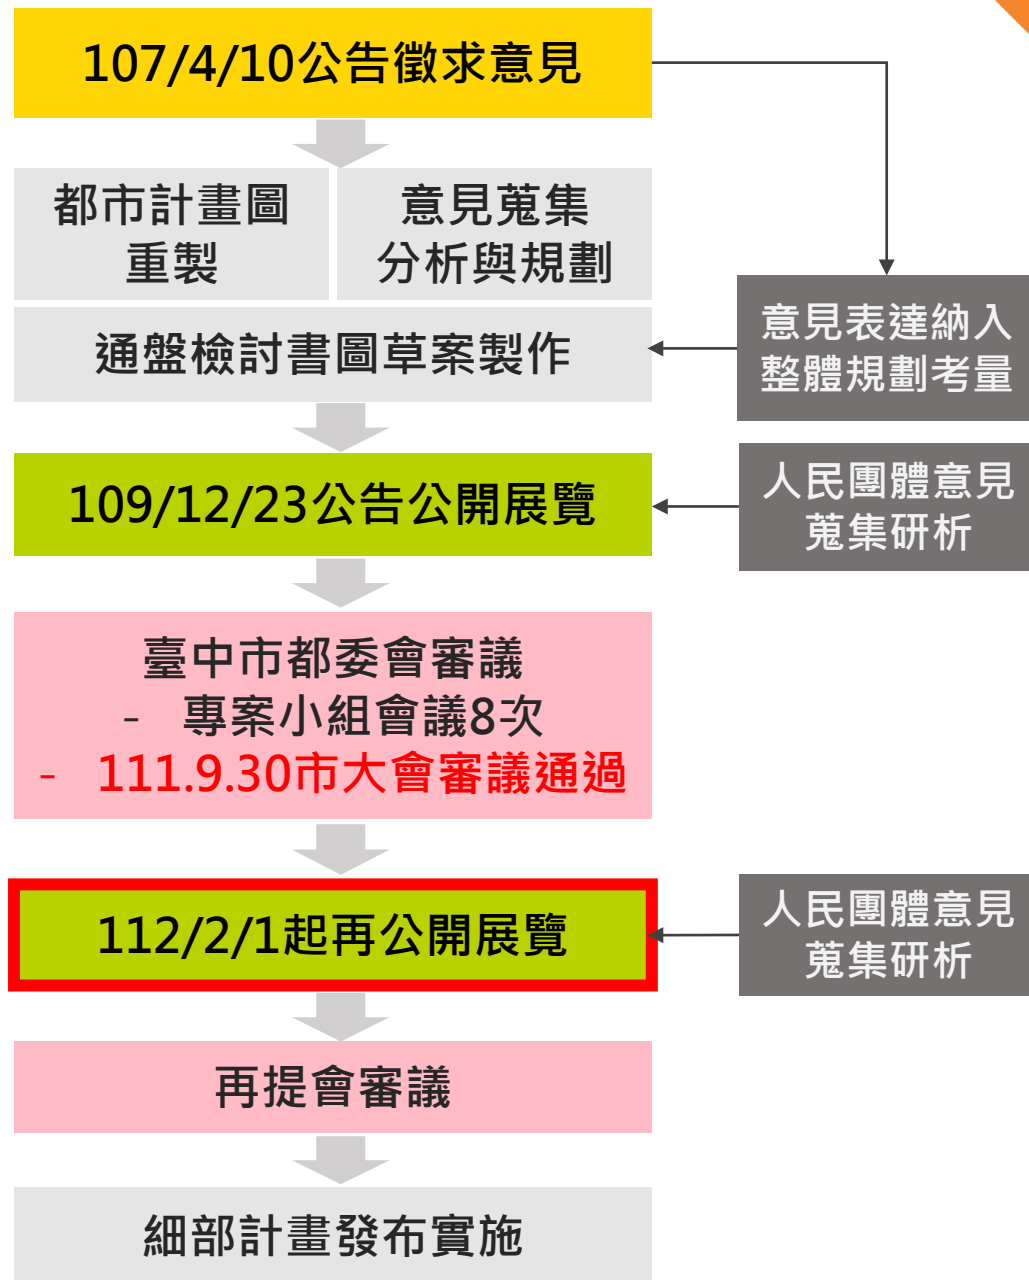 107/4/10公告徵求意見
都市計畫圖
重製
意見蒐集
分析與規劃
意見表達納入
整體規劃考量
通盤檢討書圖草案製作
109/12/23公告公開展覽
人民團體意見
蒐集研析
臺中市都委會審議
- 專案小組會議8次
- 111.9.30市大會審議通過
112/2/1起再公開展覽
人民團體意見
蒐集研析
再提會審議
細部計畫發布實施